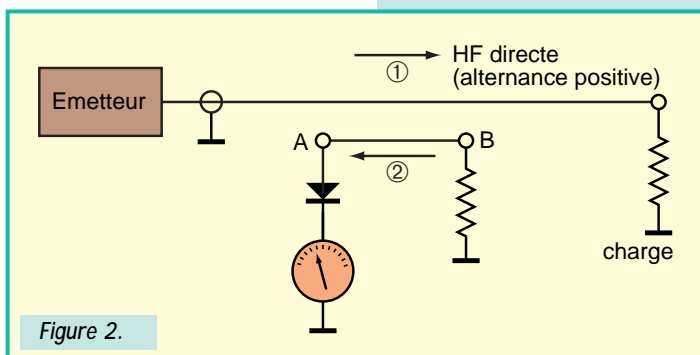 ① HF directe
(alternance positive)
Emetteur
A B
②
charge
Figure 2.